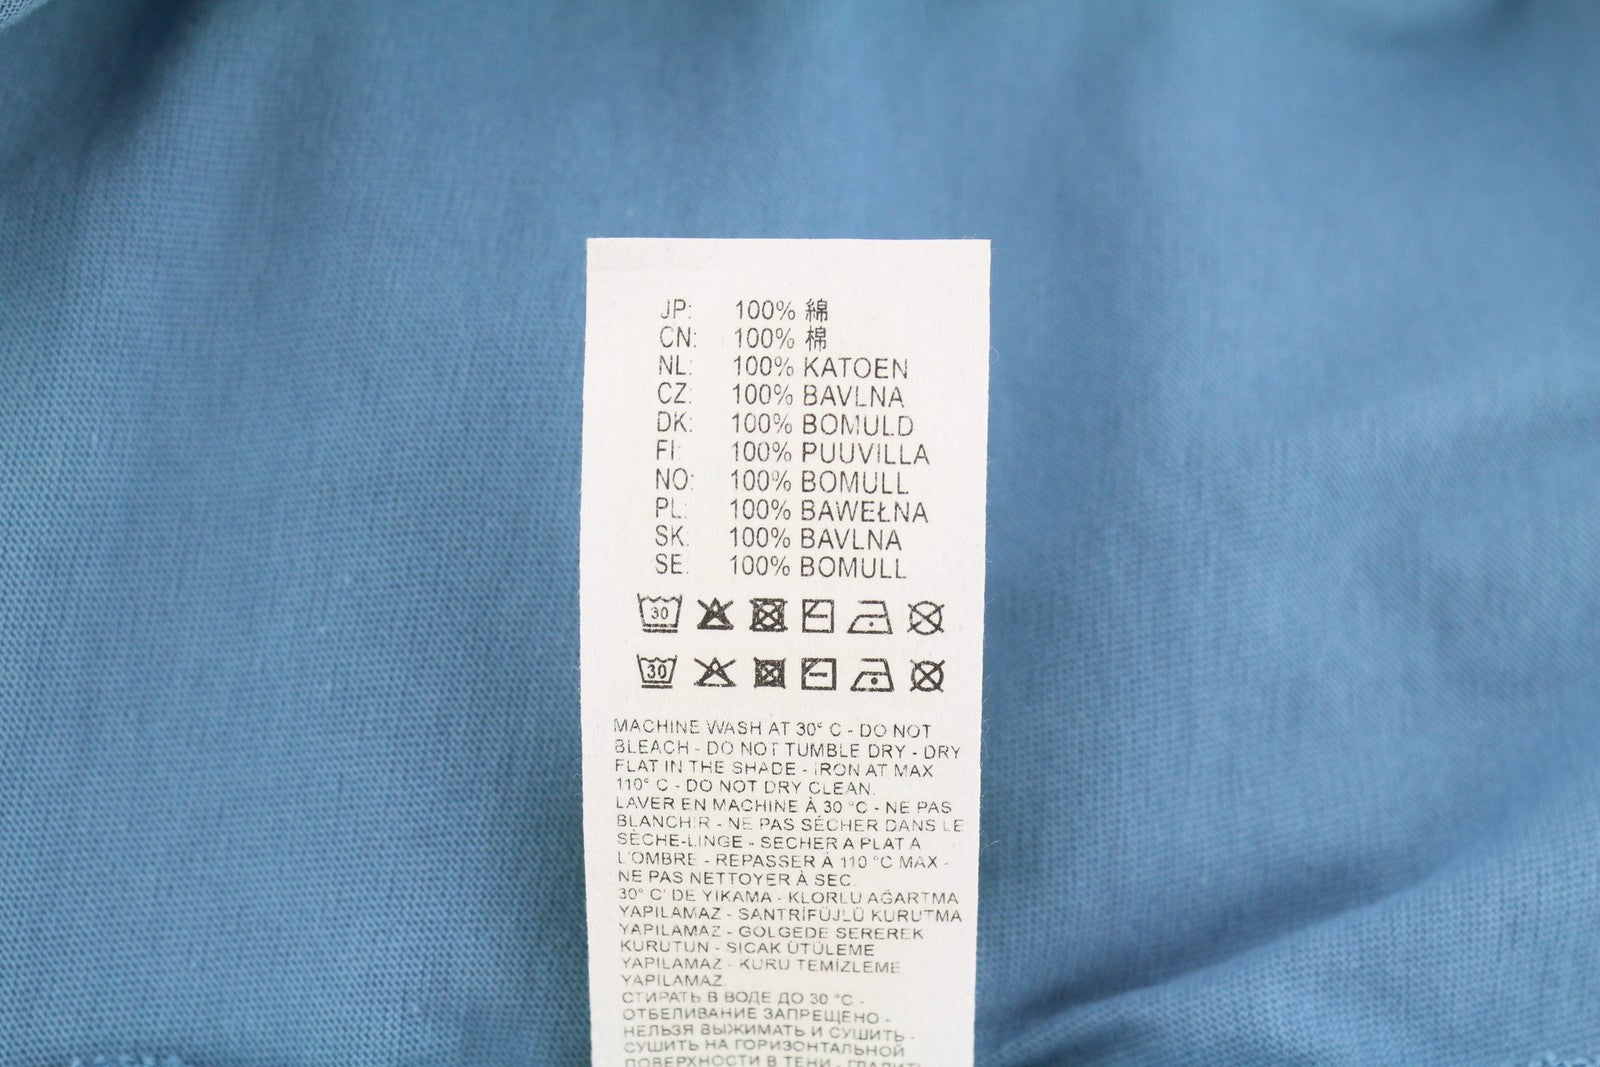 JP: 100% 綿
CN: 100% 棉
NL: 100% KATOEN
CZ: 100% BAVLNA
DK: 100% BOMULD
FI: 100% PUUVILLA
NO: 100% BOMULL
PL: 100% BAWEŁNA
SK: 100% BAVLNA
SE: 100% BOMULL
30
30
MACHINE WASH AT 30° C - DO NOT
BLEACH - DO NOT TUMBLE DRY - DRY
FLAT IN THE SHADE - IRON AT MAX
110° C - DO NOT DRY CLEAN.
LAVER EN MACHINE À 30 °C - NE PAS
BLANCHIR - NE PAS SÉCHER DANS LE
SÈCHE-LINGE - SECHER A PLAT A
L'OMBRE - REPASSER À 110 °C MAX -
NE PAS NETTOYER À SEC.
30° C' DE YIKAMA - KLORLU AĞARTMA
YAPILAMAZ - SANTRİFÜJLÜ KURUTMA
YAPILAMAZ - GÖLGEDE SEREREK
KURUTUN - SICAK ÜTÜLEME
YAPILAMAZ - KURU TEMİZLEME
YAPILAMAZ.
СТИРАТЬ В ВОДЕ ДО 30 °C -
ОТБЕЛИВАНИЕ ЗАПРЕЩЕНО -
НЕЛЬЗЯ ВЫЖИМАТЬ И СУШИТЬ -
СУШИТЬ НА ГОРИЗОНТАЛЬНОЙ
ПОВЕРХНОСТИ В ТЕНИ -